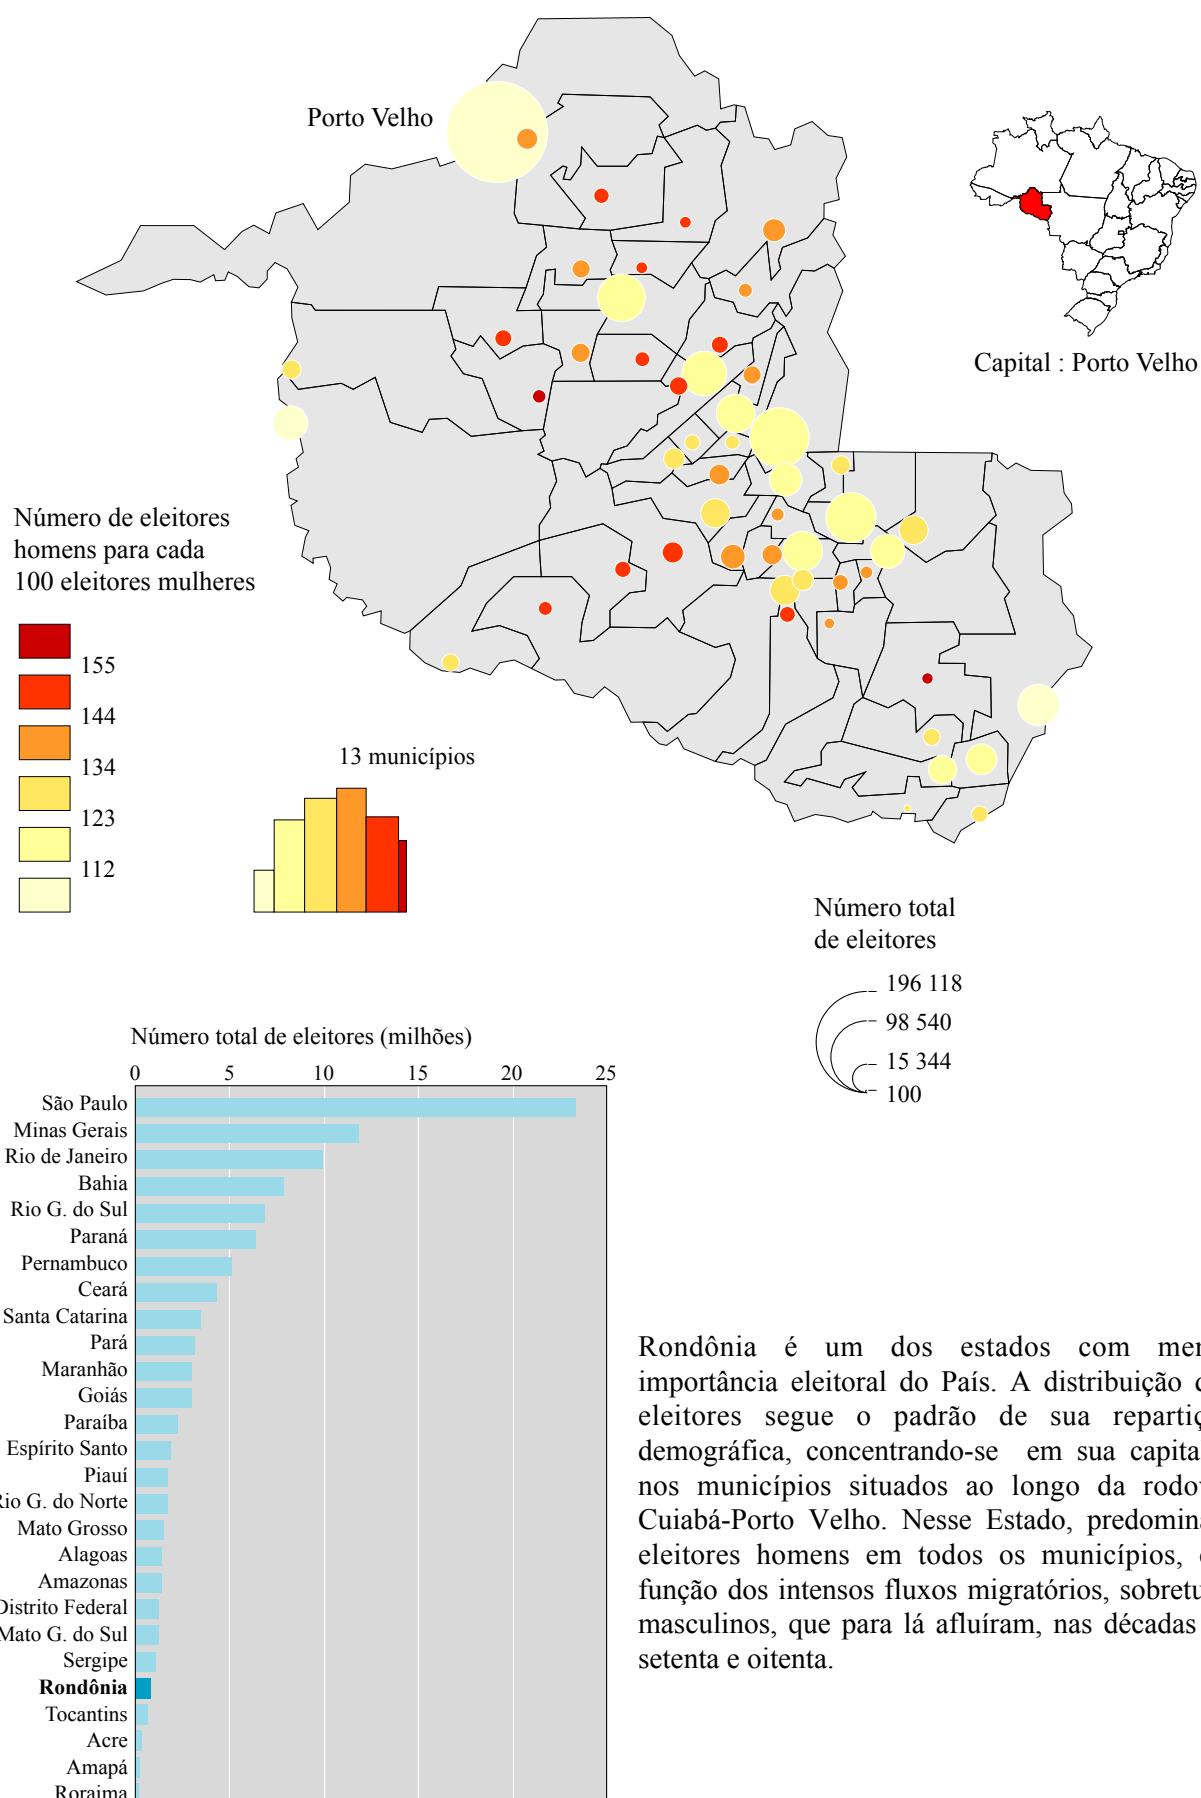 Porto Velho
Capital : Porto Velho
Número de eleitores
homens para cada
100 eleitores mulheres
155
144
134
123
112
13 municípios
Número total
de eleitores
196 118
98 540
15 344
100
Número total de eleitores (milhões)
0 5 10 15 20 25
São Paulo
Minas Gerais
Rio de Janeiro
Bahia
Rio G. do Sul
Paraná
Pernambuco
Ceará
Santa Catarina
Pará
Maranhão
Goiás
Paraíba
Espírito Santo
Piauí
Rio G. do Norte
Mato Grosso
Alagoas
Amazonas
Distrito Federal
Mato G. do Sul
Sergipe
Rondônia
Tocantins
Acre
Amapá
Roraima
Rondônia é um dos estados com
importância eleitoral do País. A distribuição
eleitores segue o padrão de sua
demográfica, concentrando-se em sua
nos municípios situados ao longo da
Cuiabá-Porto Velho. Nesse Estado,
eleitores homens em todos os municípios,
função dos intensos fluxos migratórios,
masculinos, que para lá afluíram, nas décadas
setenta e oitenta.